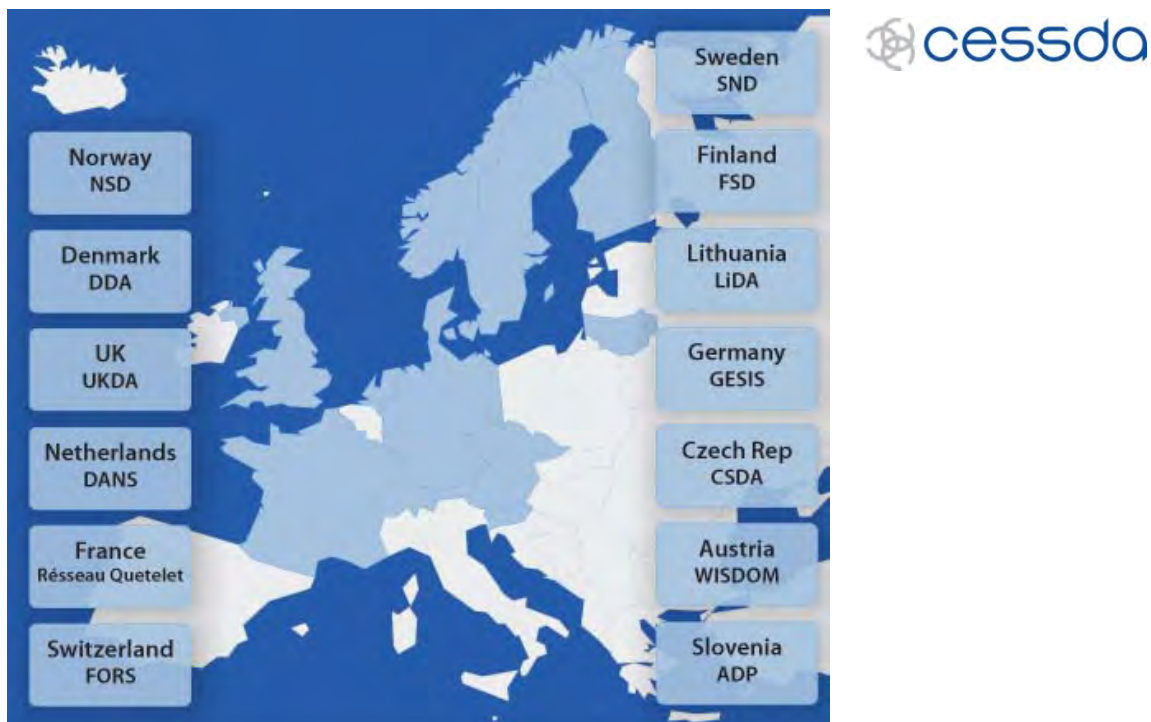 cessda
Norway
NSD
Denmark
DDA
UK
UKDA
Netherlands
DANS
France
Résseau Quetelet
Switzerland
FORS
Sweden
SND
Finland
FSD
Lithuania
LiDA
Germany
GESIS
Czech Rep
CSDA
Austria
WISDOM
Slovenia
ADP